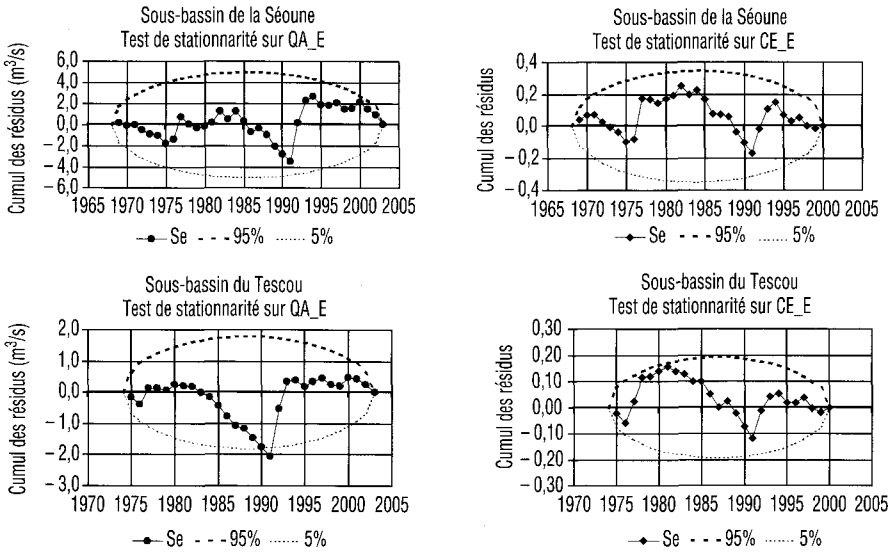 Sous-bassin de la Séoune
Test de stationnarité sur QA_E
Cumul des résidus (m³/s)
6,0
4,0
2,0
0,0
– 2,0
– 4,0
– 6,0
1965 1970 1975 1980 1985 1990 1995 2000 2005
Se 95% 5%
Sous-bassin de la Séoune
Test de stationnarité sur CE_E
Cumul des résidus
0,4
0,2
0,0
– 0,2
– 0,4
1965 1970 1975 1980 1985 1990 1995 2000 2005
Se 95% 5%
Sous-bassin du Tescou
Test de stationnarité sur QA_E
Cumul des résidus (m³/s)
2,0
1,0
0,0
– 1,0
– 2,0
– 3,0
1970 1975 1980 1985 1990 1995 2000 2005
Se 95% 5%
Sous-bassin du Tescou
Test de stationnarité sur CE_E
Cumul des résidus
0,30
0,20
0,10
0,00
– 0,10
– 0,20
– 0,30
1970 1975 1980 1985 1990 1995 2000 2005
Se 95% 5%